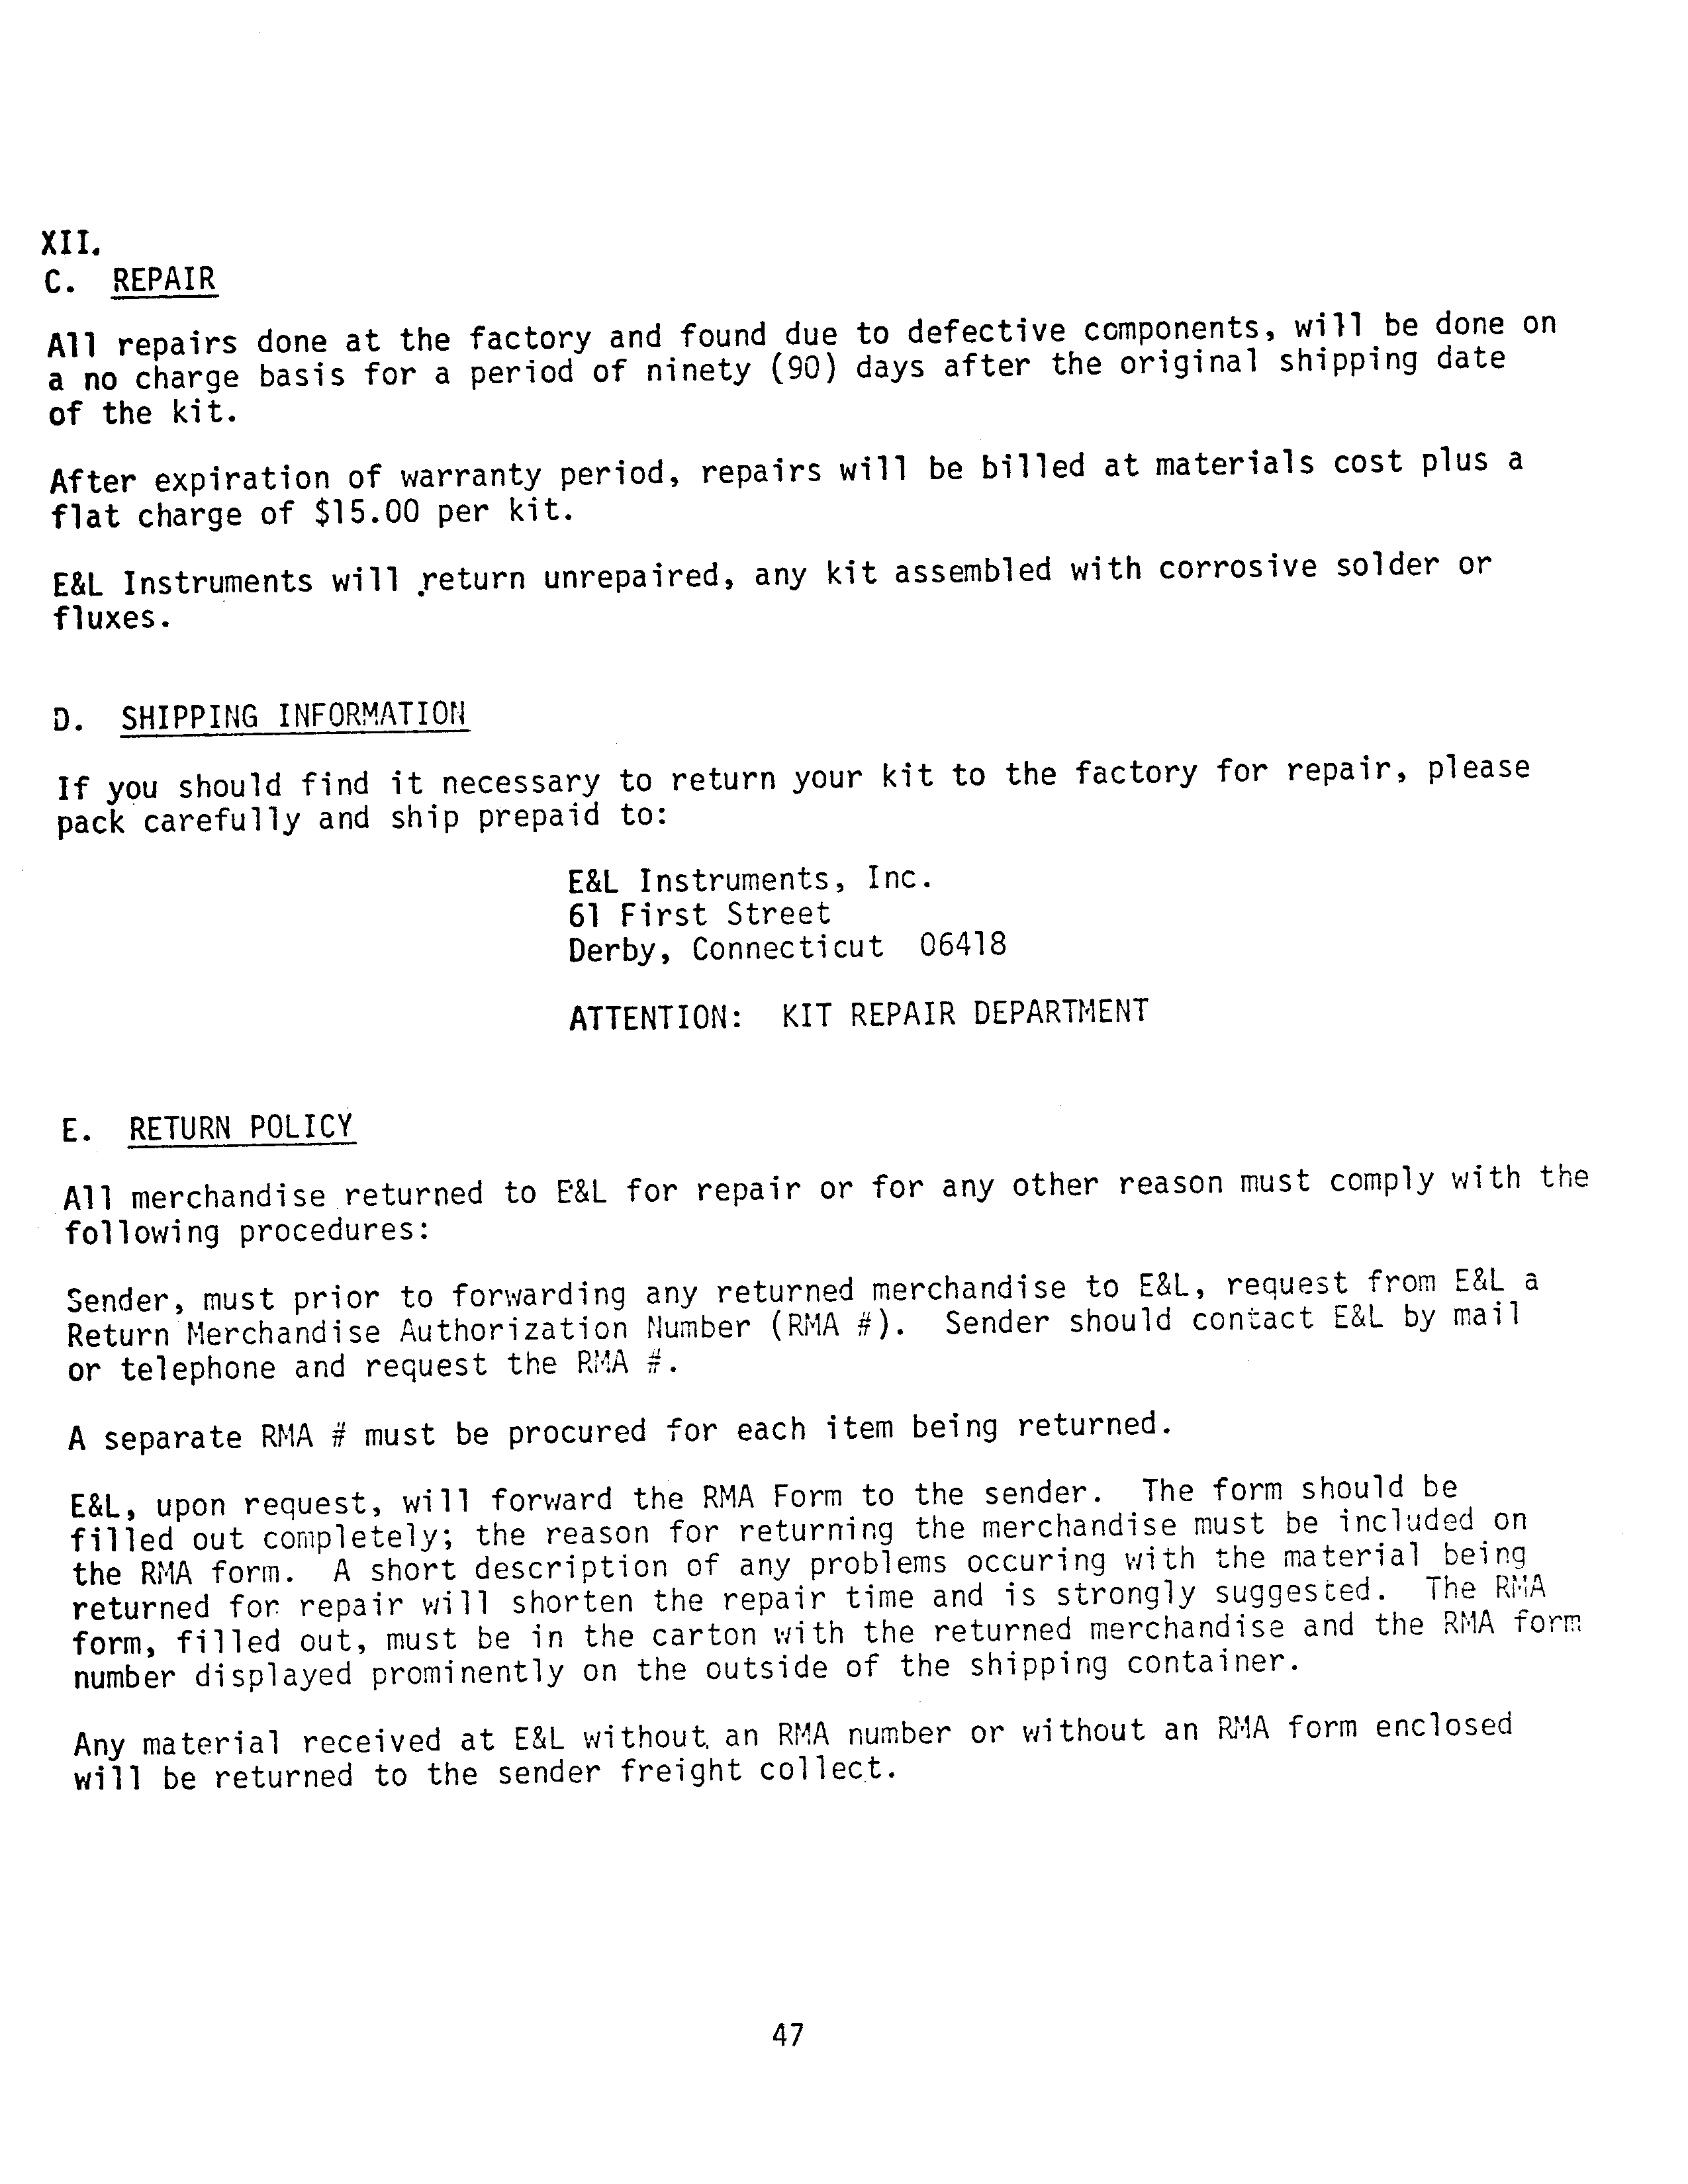 XII.
C. REPAIR
All repairs done at the factory and found due to defective components, will be done on
a no charge basis for a period of ninety (90) days after the original shipping date
of the kit.
After expiration of warranty period, repairs will be billed at materials cost plus a
flat charge of $15.00 per kit.
E&L Instruments will return unrepaired, any kit assembled with corrosive solder or
fluxes.
D. SHIPPING INFORMATION
If you should find it necessary to return your kit to the factory for repair, please
pack carefully and ship prepaid to:
E&L Instruments, Inc.
61 First Street
Derby, Connecticut 06418
ATTENTION: KIT REPAIR DEPARTMENT
E. RETURN POLICY
All merchandise returned to E&L for repair or for any other reason must comply with the
following procedures:
Sender, must prior to forwarding any returned merchandise to E&L, request from E&L a
Return Merchandise Authorization Number (RMA #). Sender should contact E&L by mail
or telephone and request the RMA #.
A separate RMA # must be procured for each item being returned.
E&L, upon request, will forward the RMA Form to the sender. The form should be
filled out completely; the reason for returning the merchandise must be included on
the RMA form. A short description of any problems occuring with the material being
returned for repair will shorten the repair time and is strongly suggested. The RMA
form, filled out, must be in the carton with the returned merchandise and the RMA form
number displayed prominently on the outside of the shipping container.
Any material received at E&L without an RMA number or without an RMA form enclosed
will be returned to the sender freight collect.
47